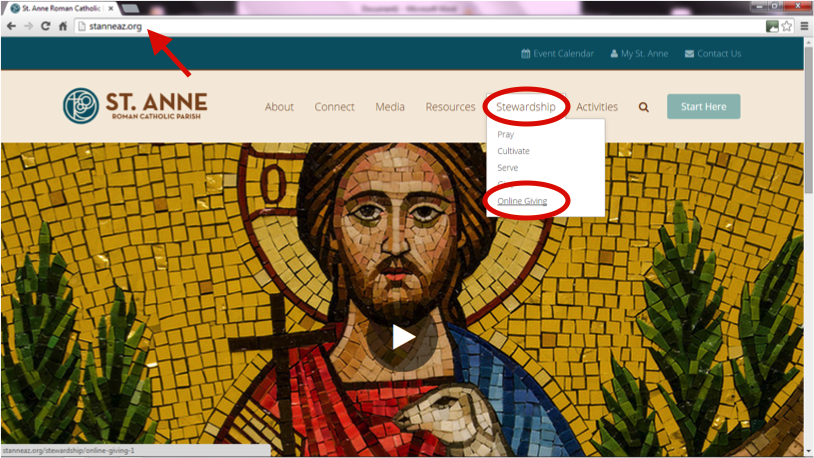 St. Anne Roman Catholic
Document1 - Microsoft Word
stanneaz.org
Event Calendar My St. Anne Contact Us
ST. ANNE
ROMAN CATHOLIC PARISH
About Connect Media Resources Stewardship Activities Start Here
Pray
Cultivate
Serve
Online Giving
stanneaz.org/stewardship/online-giving-1